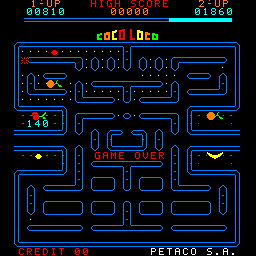 1-UP HIGH SCORE 2-UP
00810 00000 01860
COCOLOCO
140
GAME OVER
CREDIT 00 PETACO S.A.